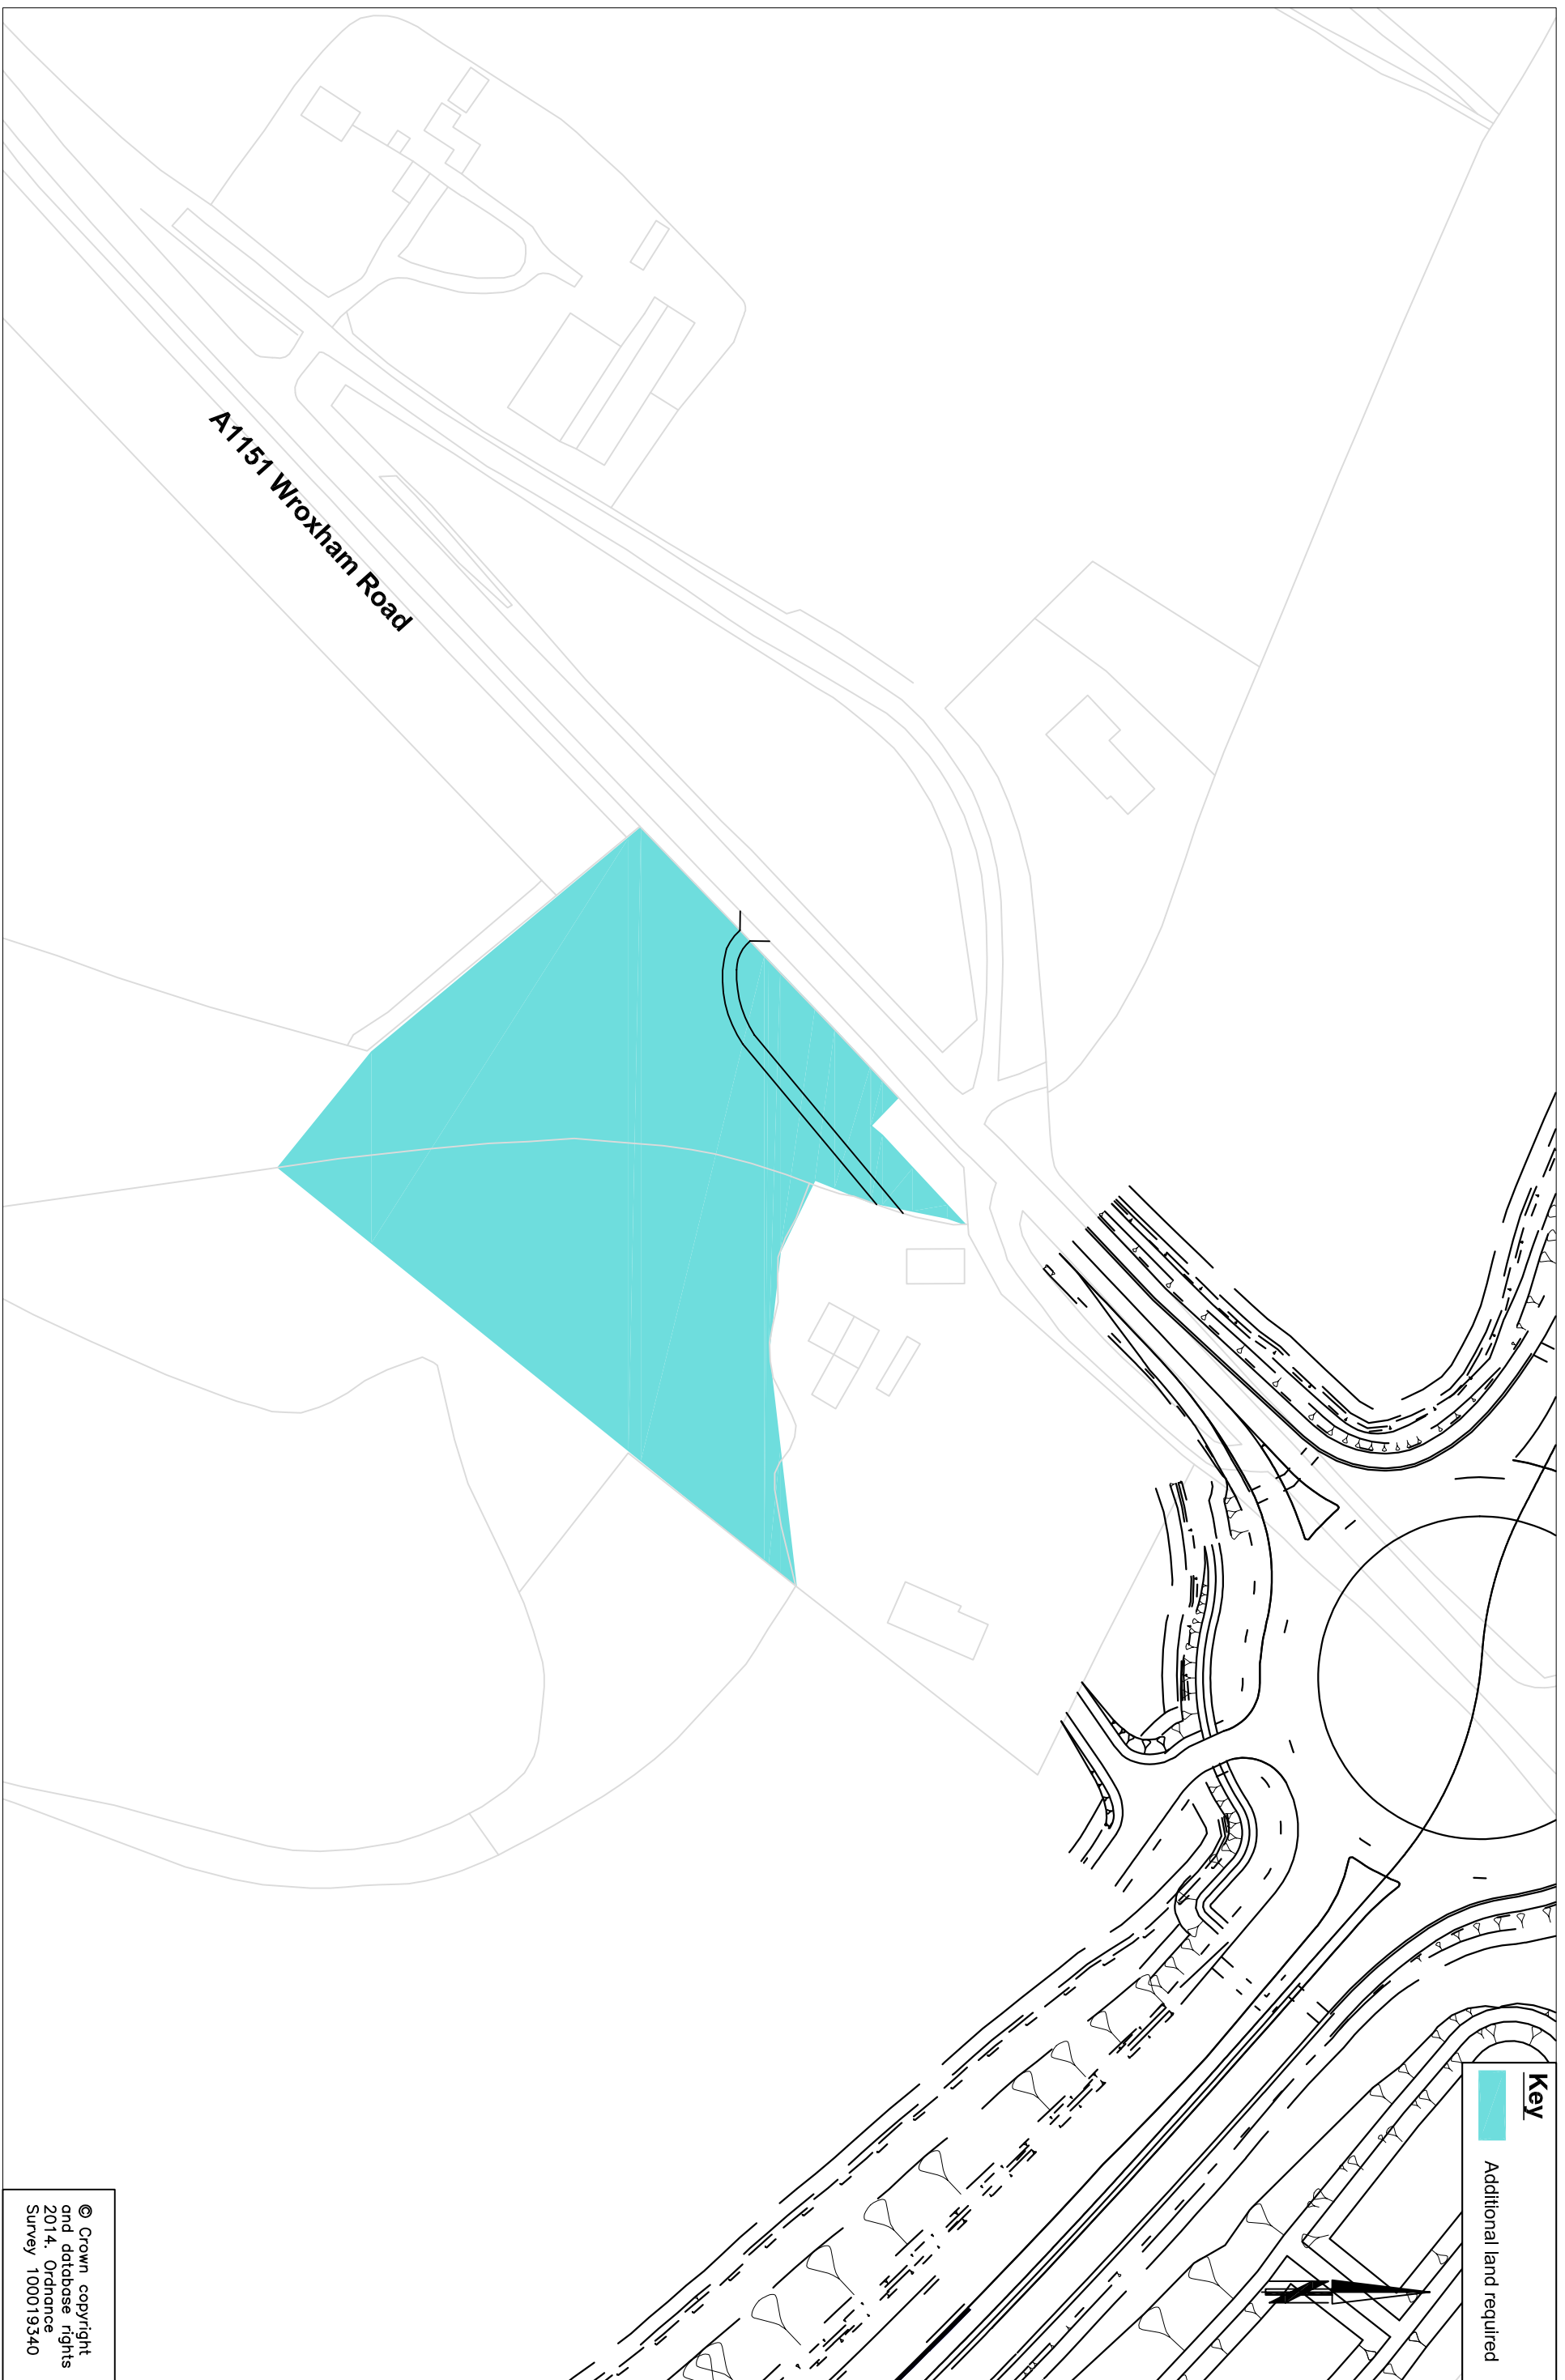 A1151 Wroxham Road
Key
Additional land required
© Crown copyright
and database rights
2014. Ordnance
Survey 100019340